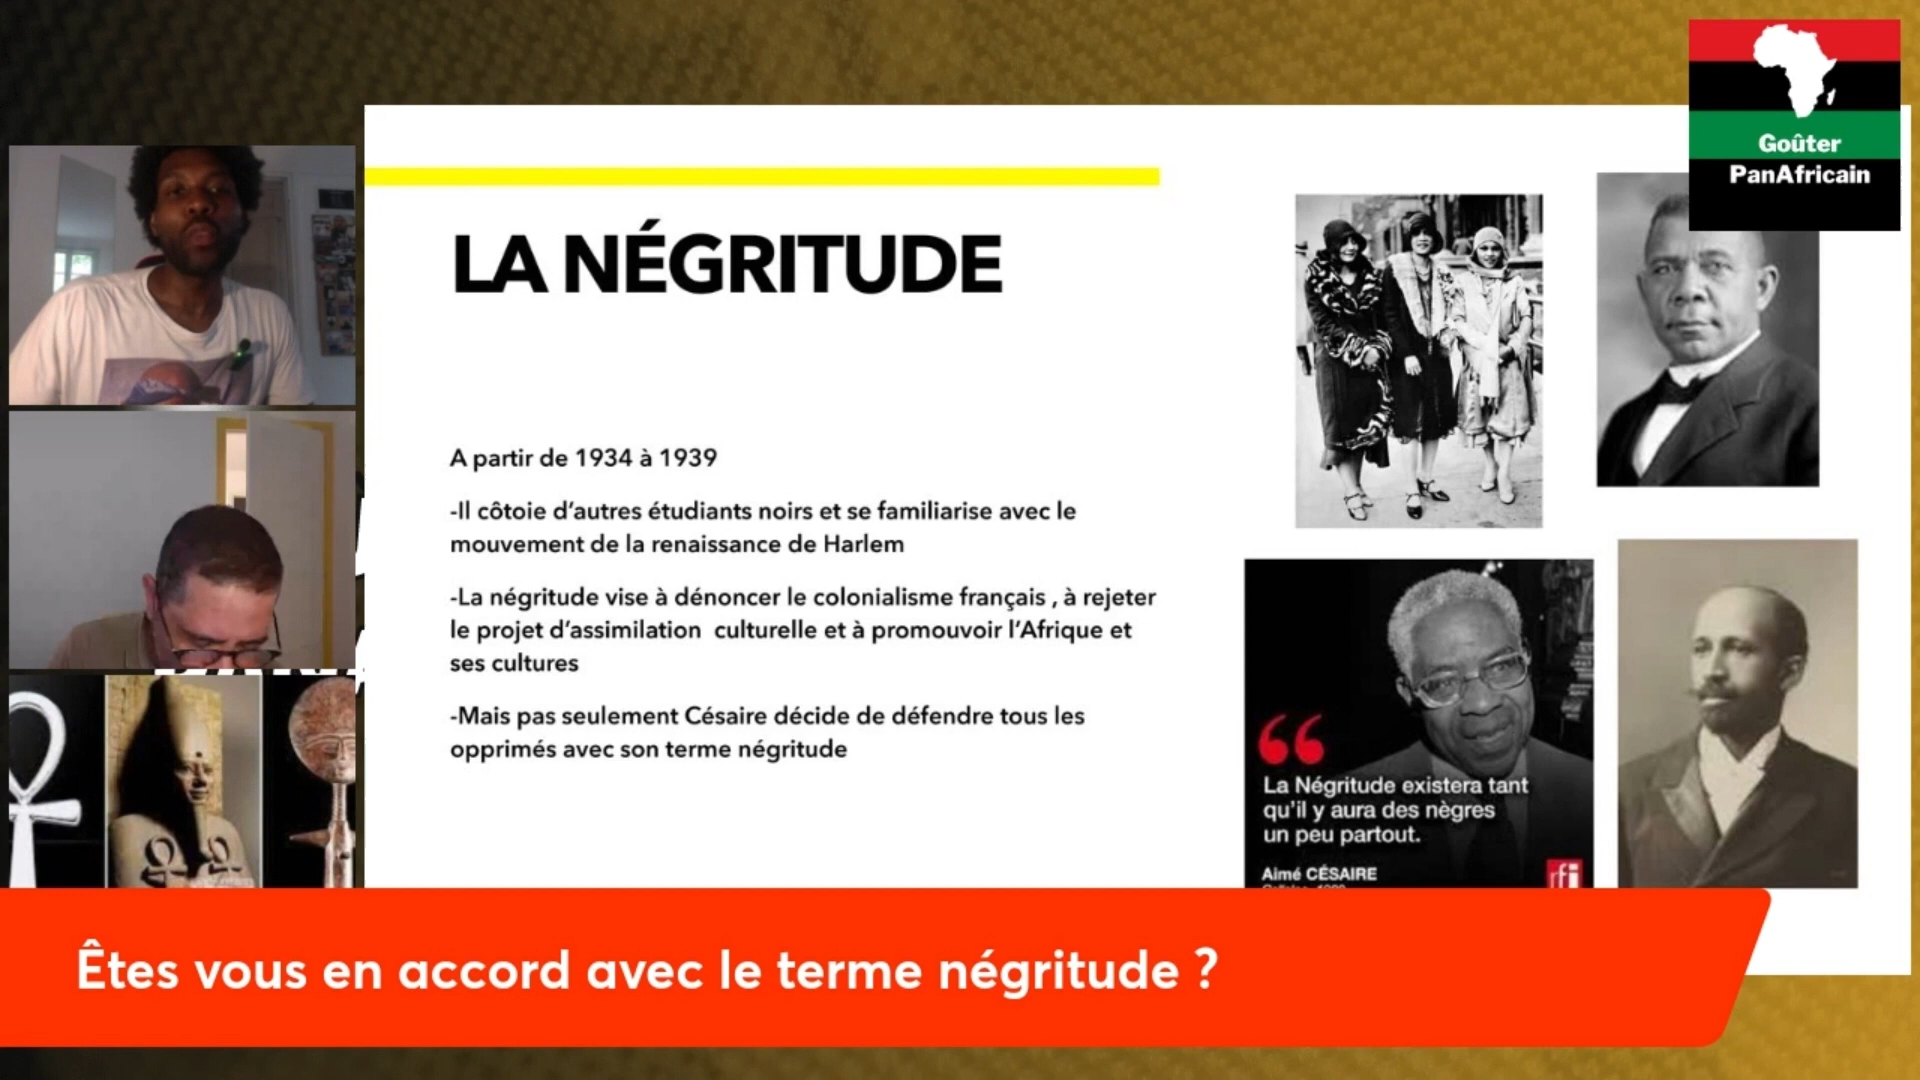 Goûter
PanAfricain
LA NÉGRITUDE
A partir de 1934 à 1939
-Il côtoie d'autres étudiants noirs et se familiarise avec le
mouvement de la renaissance de Harlem
-La négritude vise à dénoncer le colonialisme français , à rejeter
le projet d'assimilation culturelle et à promouvoir l'Afrique et
ses cultures
-Mais pas seulement Césaire décide de défendre tous les
opprimés avec son terme négritude
La Négritude existera tant
qu'il y aura des nègres
un peu partout.
Aimé CÉSAIRE
rfi
Êtes vous en accord avec le terme négritude ?